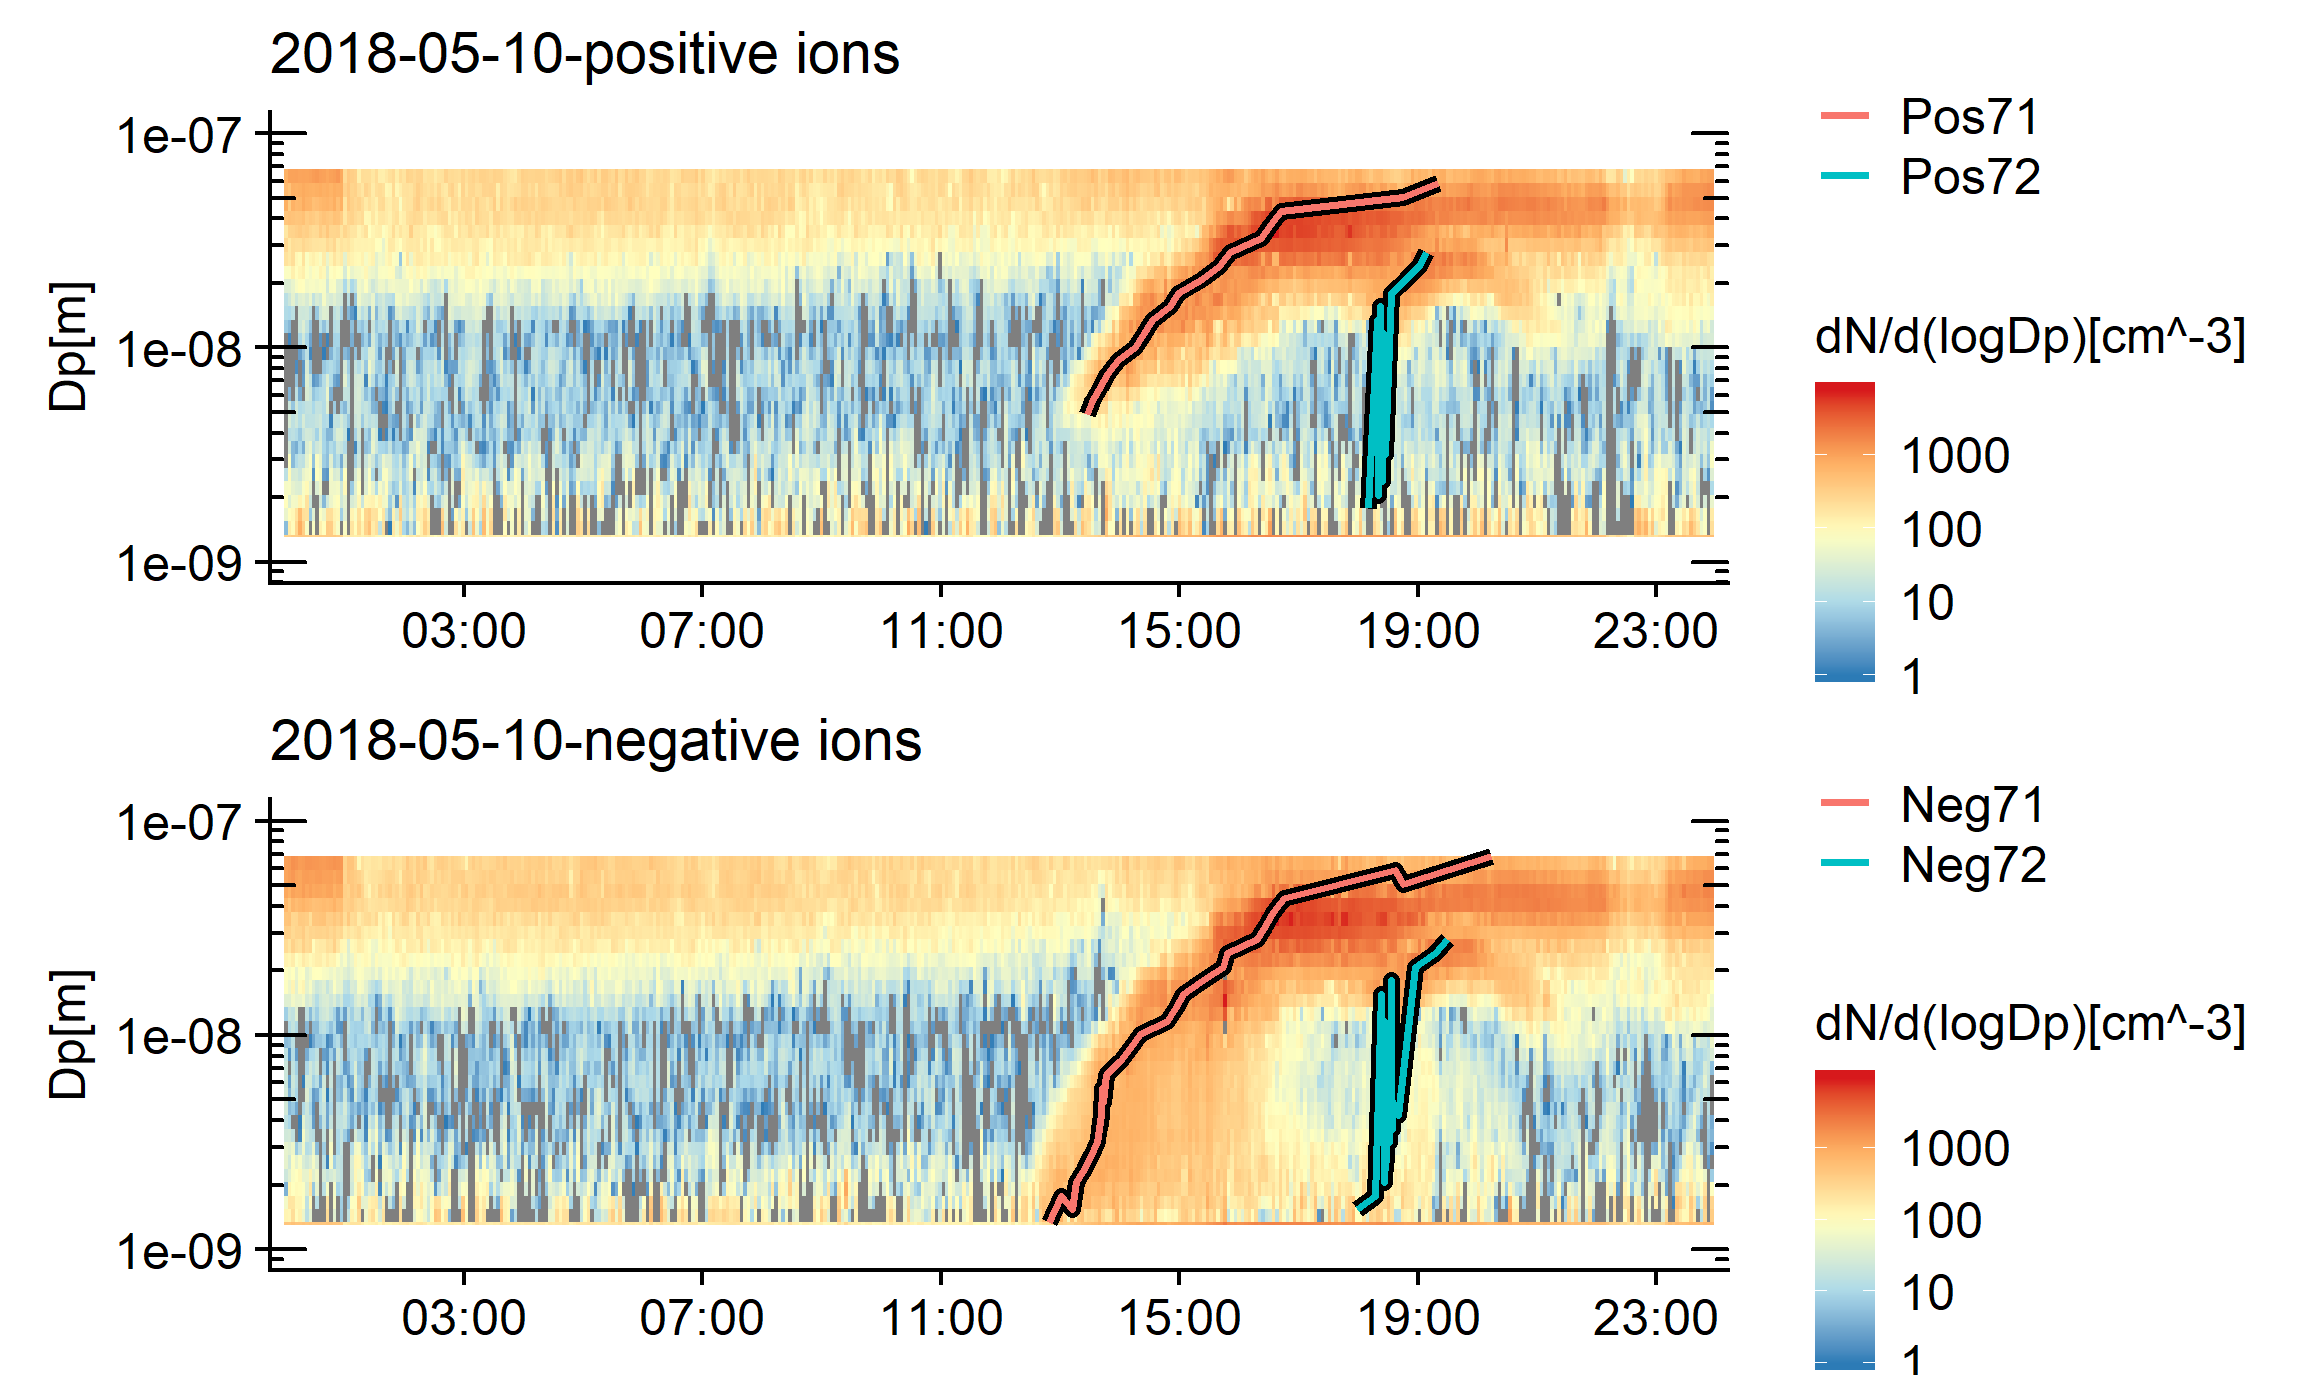 2018-05-10-positive ions
Dp[m]
1e-07
1e-08
1e-09
03:00 07:00 11:00 15:00 19:00 23:00
Pos71
Pos72
dN/d(logDp)[cm^-3]
1000
100
10
1
2018-05-10-negative ions
Dp[m]
1e-07
1e-08
1e-09
03:00 07:00 11:00 15:00 19:00 23:00
Neg71
Neg72
dN/d(logDp)[cm^-3]
1000
100
10
1